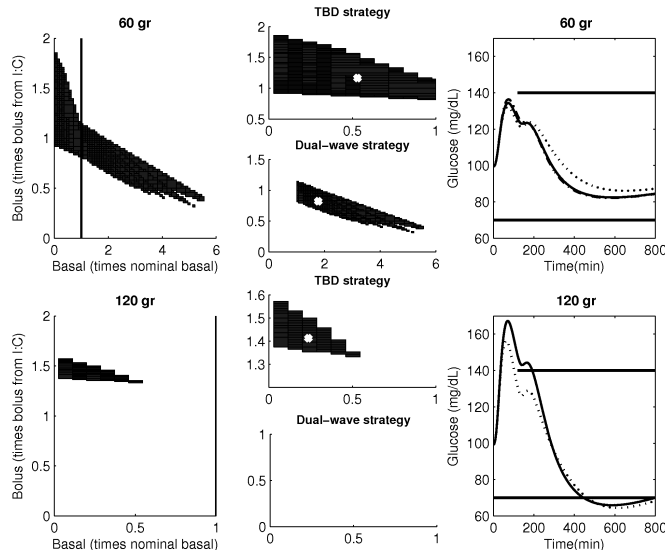 60 gr
Bolus (times bolus from I:C)
2
1.5
1
0.5
0
0 2 4 6
Basal (times nominal basal)
TBD strategy
2
1.5
1
0.5
0 0.5 1
Dual-wave strategy
1.5
1
0.5
0
0 2 4 6
60 gr
Glucose (mg/dL)
160
140
120
100
80
60
0 200 400 600 800
Time(min)
120 gr
Bolus (times bolus from I:C)
2
1.5
1
0.5
0
0 0.5 1
Basal (times nominal basal)
TBD strategy
1.6
1.5
1.4
1.3
0 0.5 1
Dual-wave strategy
1
0.5
0
0 0.5 1
120 gr
Glucose (mg/dL)
160
140
120
100
80
60
0 200 400 600 800
Time(min)